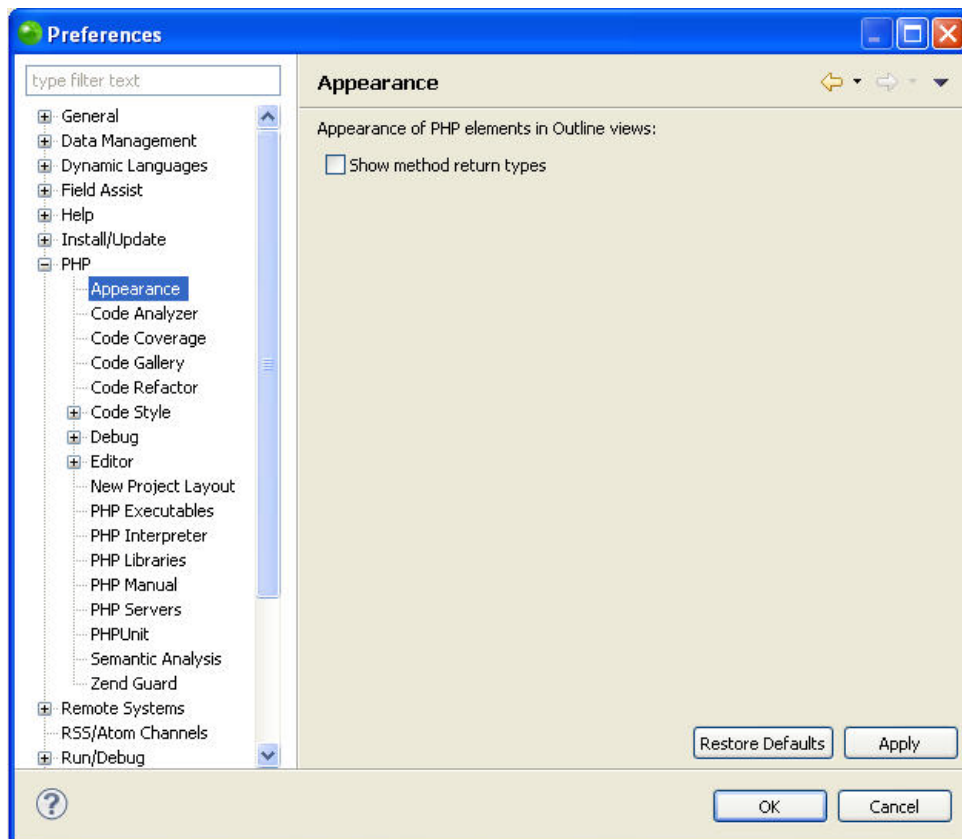 Preferences
type filter text
General
Data Management
Dynamic Languages
Field Assist
Help
Install/Update
PHP
Appearance
Code Analyzer
Code Coverage
Code Gallery
Code Refactor
Code Style
Debug
Editor
New Project Layout
PHP Executables
PHP Interpreter
PHP Libraries
PHP Manual
PHP Servers
PHPUnit
Semantic Analysis
Zend Guard
Remote Systems
RSS/Atom Channels
Run/Debug
Appearance
Appearance of PHP elements in Outline views:
Show method return types
Restore Defaults
Apply
?
OK
Cancel